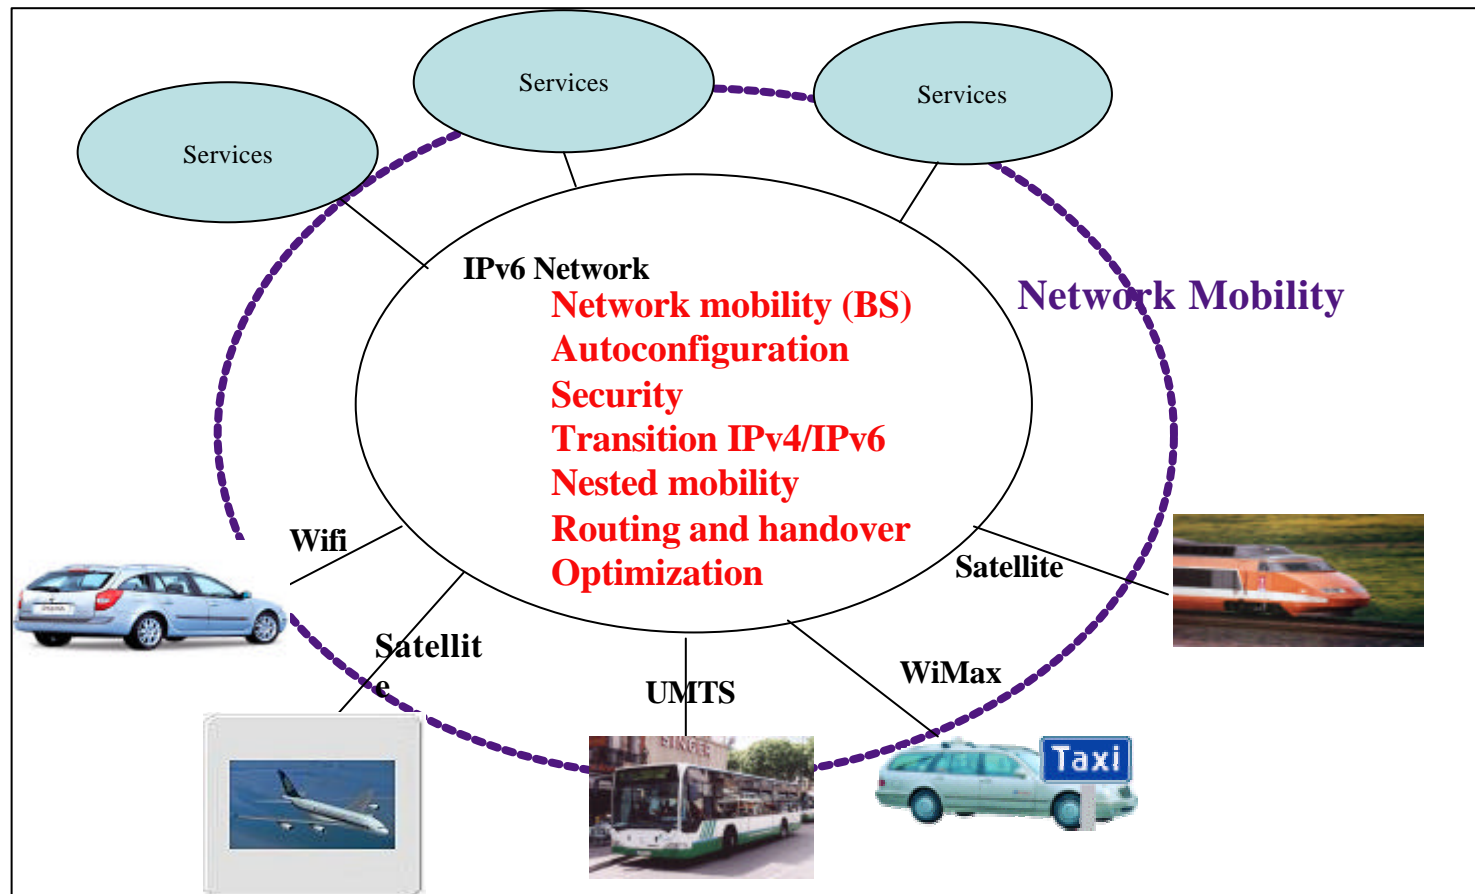 Services
Services
Services
IPv6 Network
Network mobility (BS)
Autoconfiguration
Security
Transition IPv4/IPv6
Nested mobility
Routing and handover
Optimization
Network Mobility
Wifi
Satellit
e
UMTS
WiMax
Satellite
SINGER
Taxi